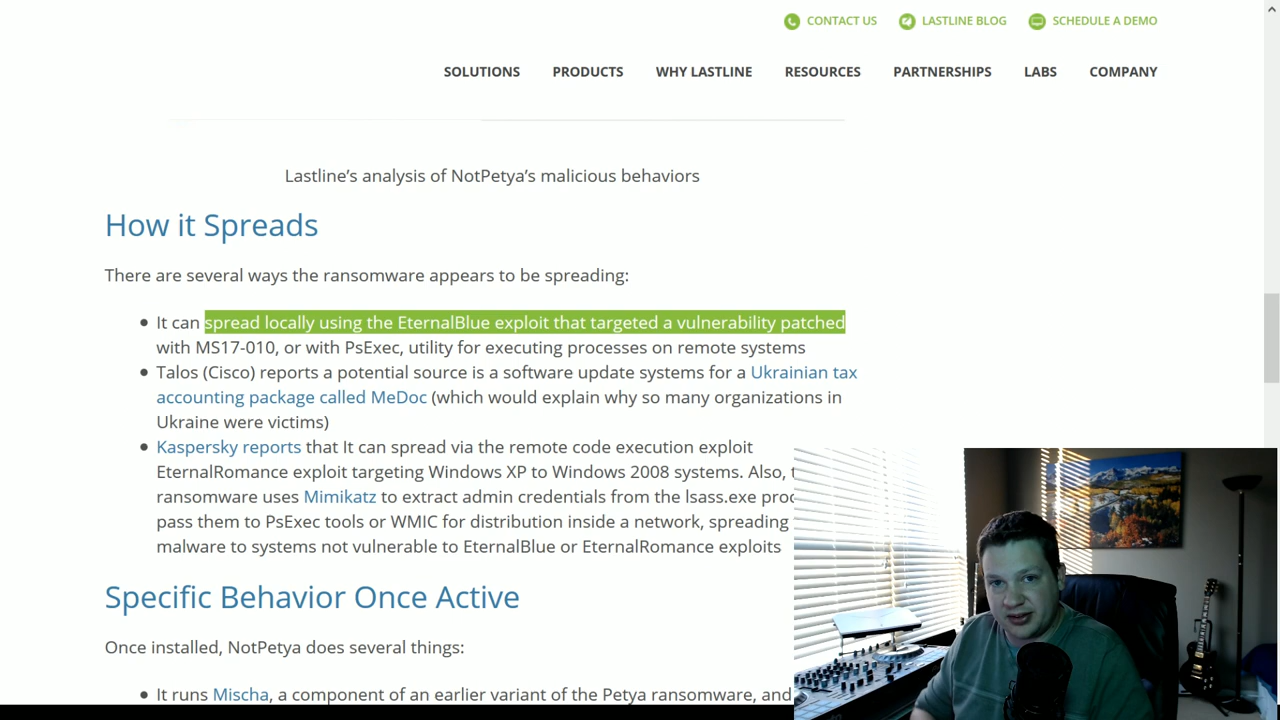 CONTACT US LASTLINE BLOG SCHEDULE A DEMO
SOLUTIONS PRODUCTS WHY LASTLINE RESOURCES PARTNERSHIPS LABS COMPANY
Lastline’s analysis of NotPetya’s malicious behaviors
How it Spreads
There are several ways the ransomware appears to be spreading:
It can spread locally using the EternalBlue exploit that targeted a vulnerability patched
with MS17-010, or with PsExec, utility for executing processes on remote systems
Talos (Cisco) reports a potential source is a software update systems for a Ukrainian tax
accounting package called MeDoc (which would explain why so many organizations in
Ukraine were victims)
Kaspersky reports that It can spread via the remote code execution exploit
EternalRomance exploit targeting Windows XP to Windows 2008 systems. Also,
ransomware uses Mimikatz to extract admin credentials from the lsass.exe
pass them to PsExec tools or WMIC for distribution inside a network, spreading
malware to systems not vulnerable to EternalBlue or EternalRomance exploits
Specific Behavior Once Active
Once installed, NotPetya does several things:
It runs Mischa, a component of an earlier variant of the Petya ransomware, and